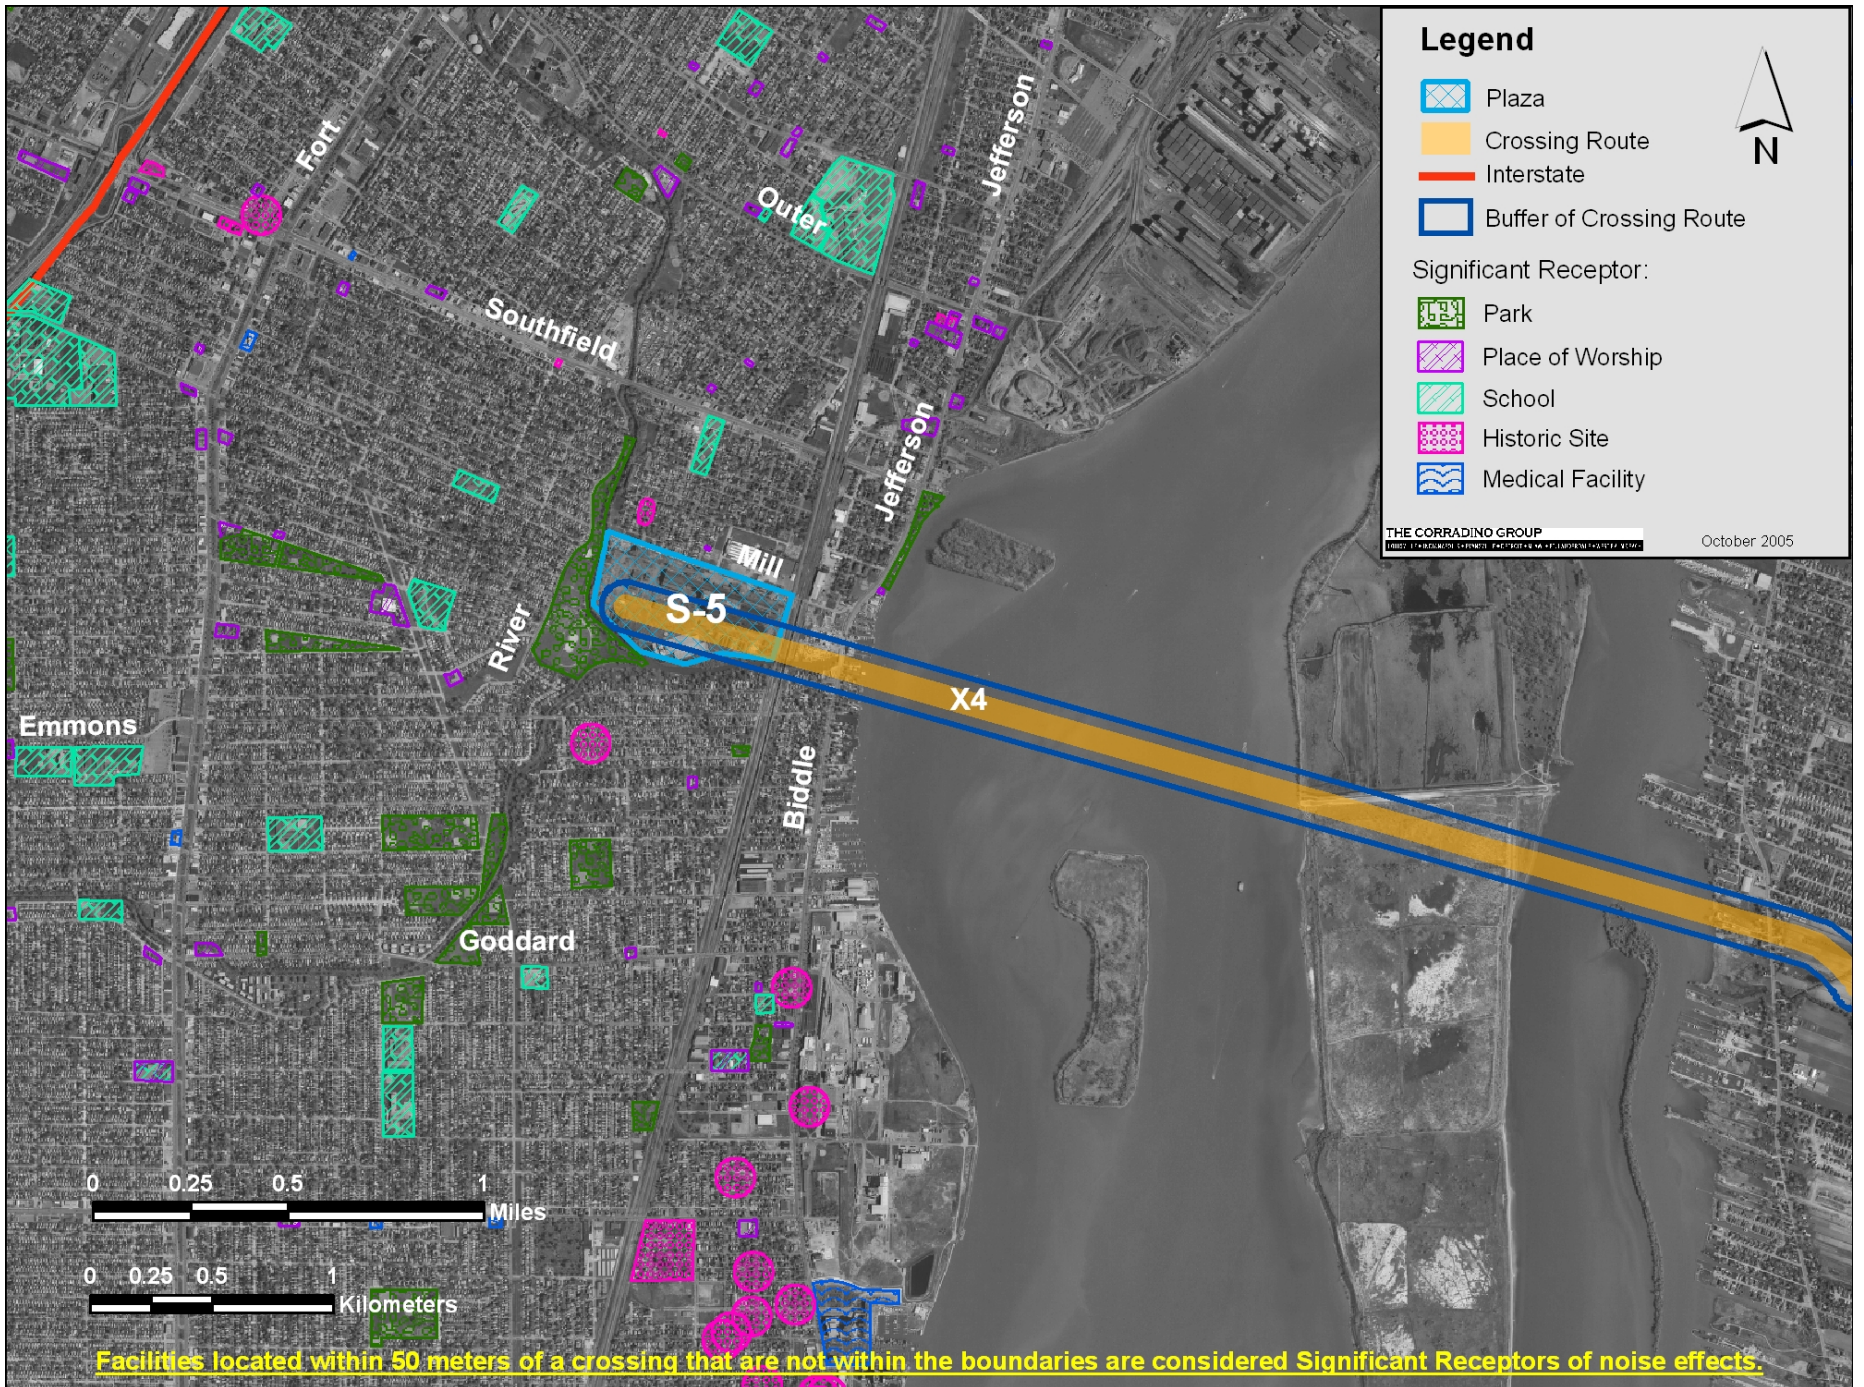 Legend
Plaza
Crossing Route
Interstate
Buffer of Crossing Route
Significant Receptor:
Park
Place of Worship
School
Historic Site
Medical Facility
N
THE CORRADINO GROUP
October 2005
Jefferson
Fort
Outer
Southfield
Jefferson
Mill
S-5
River
X4
Emmons
Biddle
Goddard
0 0.25 0.5 1
Miles
0 0.25 0.5 1
Kilometers
Facilities located within 50 meters of a crossing that are not within the boundaries are considered Significant Receptors of noise effects.